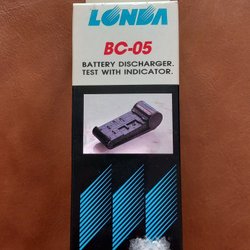 LONDA
BC-05
BATTERY DISCHARGER.
TEST WITH INDICATOR.